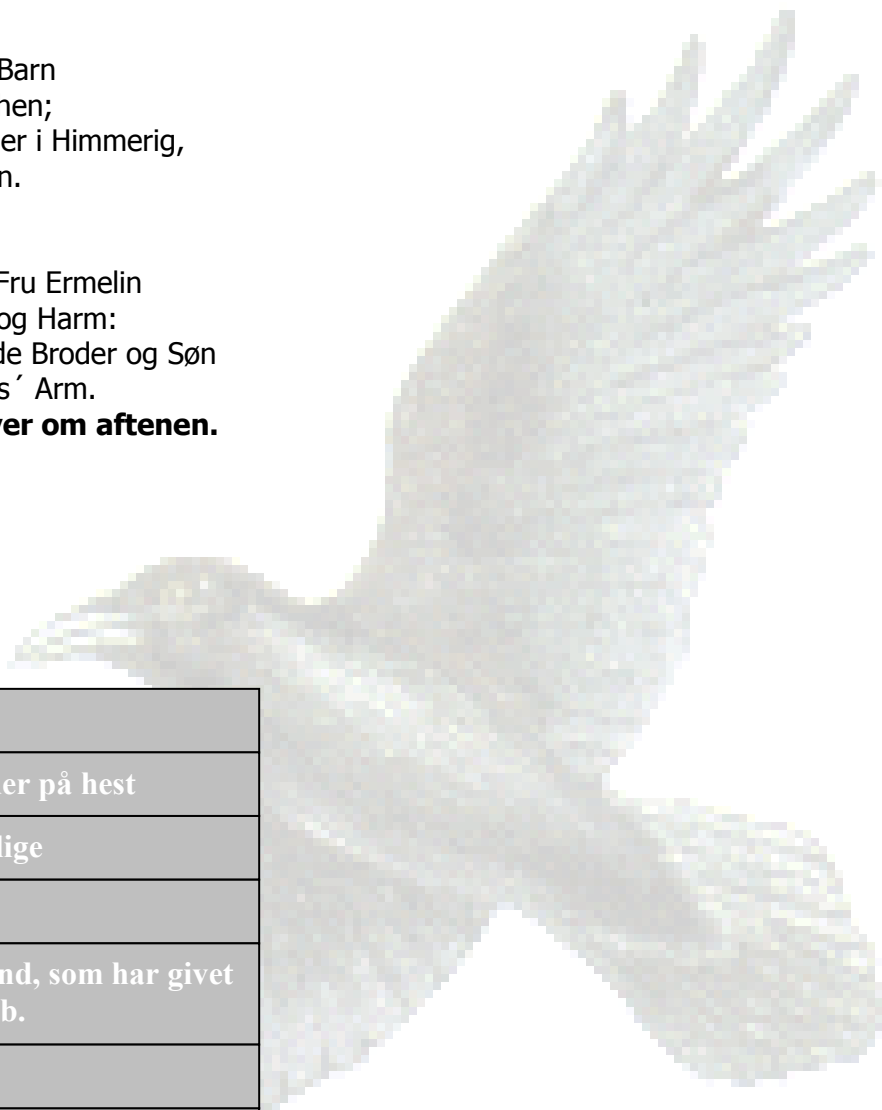 Barn
nen;
er i Himmerig,
n.
Fru Ermelin
og Harm:
de Broder og Søn
s´ Arm.
ver om aftenen.
er på hest
lige
nd, som har givet
b.